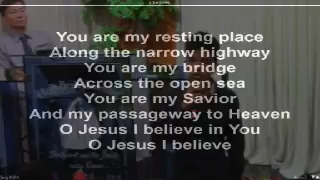 You are my resting place
Along the narrow highway
You are my bridge
Across the open sea
You are my Savior
And my passageway to Heaven
O Jesus I believe in You
O Jesus I believe